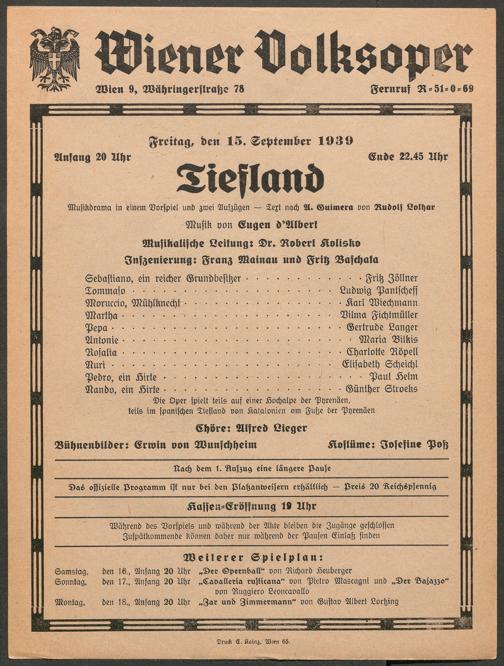 Wiener Volksoper
Wien 9, Währingerstraße 78 Fernruf R-51-0-69
Freitag, den 15. September 1939
Anfang 20 Uhr Ende 22.45 Uhr
Tiefland
Musikdrama in einem Vorspiel und zwei Aufzügen — Text nach A. Guimera von Rudolf Lothar
Musik von Eugen d'Albert
Musikalische Leitung: Dr. Robert Kolisko
Inszenierung: Franz Mainau und Fritz Baschata
Sebastiano, ein reicher Grundbesitzer Fritz Zöllner
Tommaso Ludwig Pantscheff
Moruccio, Mühlknecht Karl Wiechmann
Martha Vilma Fichtmüller
Pepa Gertrude Langer
Antonie Maria Bilkis
Rosalia Charlotte Röpell
Nuri Elisabeth Scheichl
Pedro, ein Hirte Paul Helm
Nando, ein Hirte Günther Stroeks
Die Oper spielt teils auf einer Hochalpe der Pyrenäen,
teils im spanischen Tiefland von Katalonien am Fuße der Pyrenäen
Chöre: Alfred Lieger
Bühnenbilder: Erwin von Wunschheim Kostüme: Josefine Poß
Nach dem 1. Aufzug eine längere Pause
Das offizielle Programm ist nur bei den Platzanweisern erhältlich — Preis 20 Reichspfennig
Kassen-Eröffnung 19 Uhr
Während des Vorspiels und während der Akte bleiben die Zugänge geschlossen
Zuspätkommende können daher nur während der Pausen Einlaß finden
Weiterer Spielplan:
Samstag, den 16., Anfang 20 Uhr „Der Opernball" von Richard Heuberger
Sonntag, den 17., Anfang 20 Uhr „Cavalleria rusticana" von Pietro Mascagni und „Der Bajazzo"
von Ruggiero Leoncavallo
Montag, den 18., Anfang 20 Uhr „Zar und Zimmermann" von Gustav Albert Lortzing
Druck E. Kainz, Wien 65.